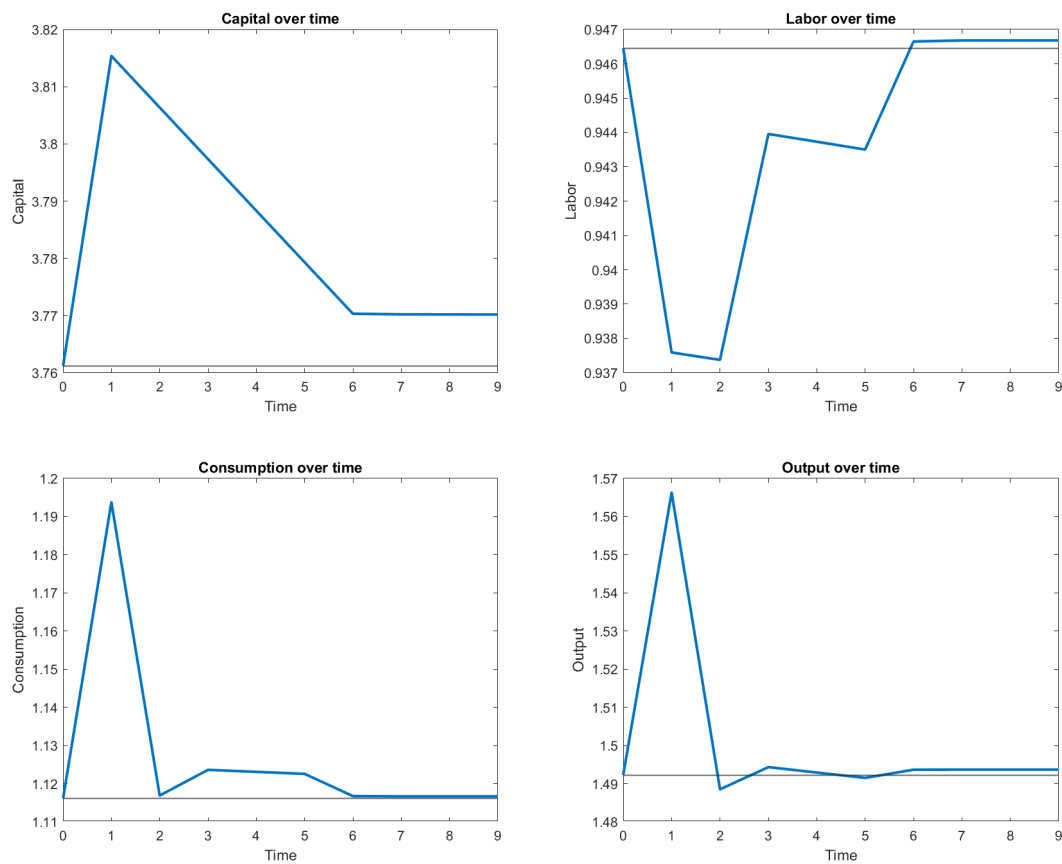 Capital over time
3.82
3.81
3.8
3.79
3.78
3.77
3.76
Capital
0 1 2 3 4 5 6 7 8 9
Time
Labor over time
0.947
0.946
0.945
0.944
0.943
0.942
0.941
0.94
0.939
0.938
0.937
Labor
0 1 2 3 4 5 6 7 8 9
Time
Consumption over time
1.2
1.19
1.18
1.17
1.16
1.15
1.14
1.13
1.12
1.11
Consumption
0 1 2 3 4 5 6 7 8 9
Time
Output over time
1.57
1.56
1.55
1.54
1.53
1.52
1.51
1.5
1.49
1.48
Output
0 1 2 3 4 5 6 7 8 9
Time